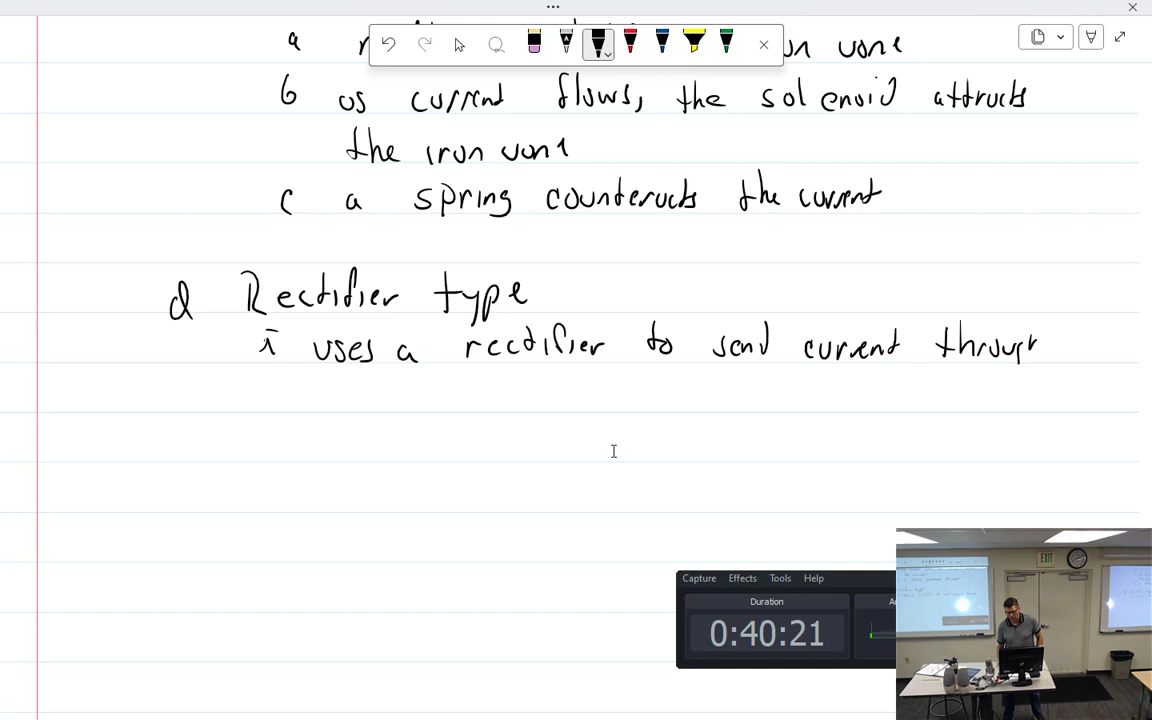 a
b as current flows, the solenoid attracts
the iron vane
c a spring counteracts the current
d Rectifier type
i uses a rectifier to send current through
Capture Effects Tools Help
Duration
0:40:21